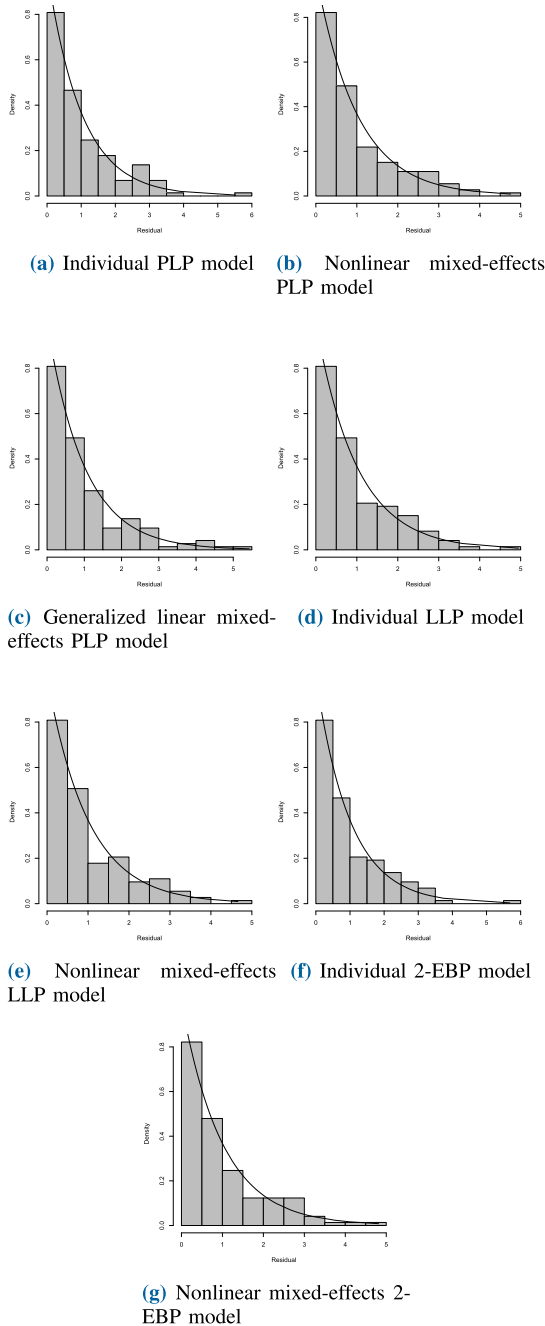 0.8
0.6
0.4
0.2
0.0
Density
0 1 2 3 4 5 6
Residual
0.8
0.6
0.4
0.2
0.0
Density
0 1 2 3 4 5
Residual
(a) Individual PLP model
(b) Nonlinear mixed-effects
PLP model
0.8
0.6
0.4
0.2
0.0
Density
0 1 2 3 4 5
Residual
0.8
0.6
0.4
0.2
0.0
Density
0 1 2 3 4 5
Residual
(c) Generalized linear mixed-
effects PLP model
(d) Individual LLP model
0.8
0.6
0.4
0.2
0.0
Density
0 1 2 3 4 5
Residual
0.8
0.6
0.4
0.2
0.0
Density
0 1 2 3 4 5 6
Residual
(e) Nonlinear mixed-effects
LLP model
(f) Individual 2-EBP model
0.8
0.6
0.4
0.2
0.0
Density
0 1 2 3 4 5
Residual
(g) Nonlinear mixed-effects 2-
EBP model